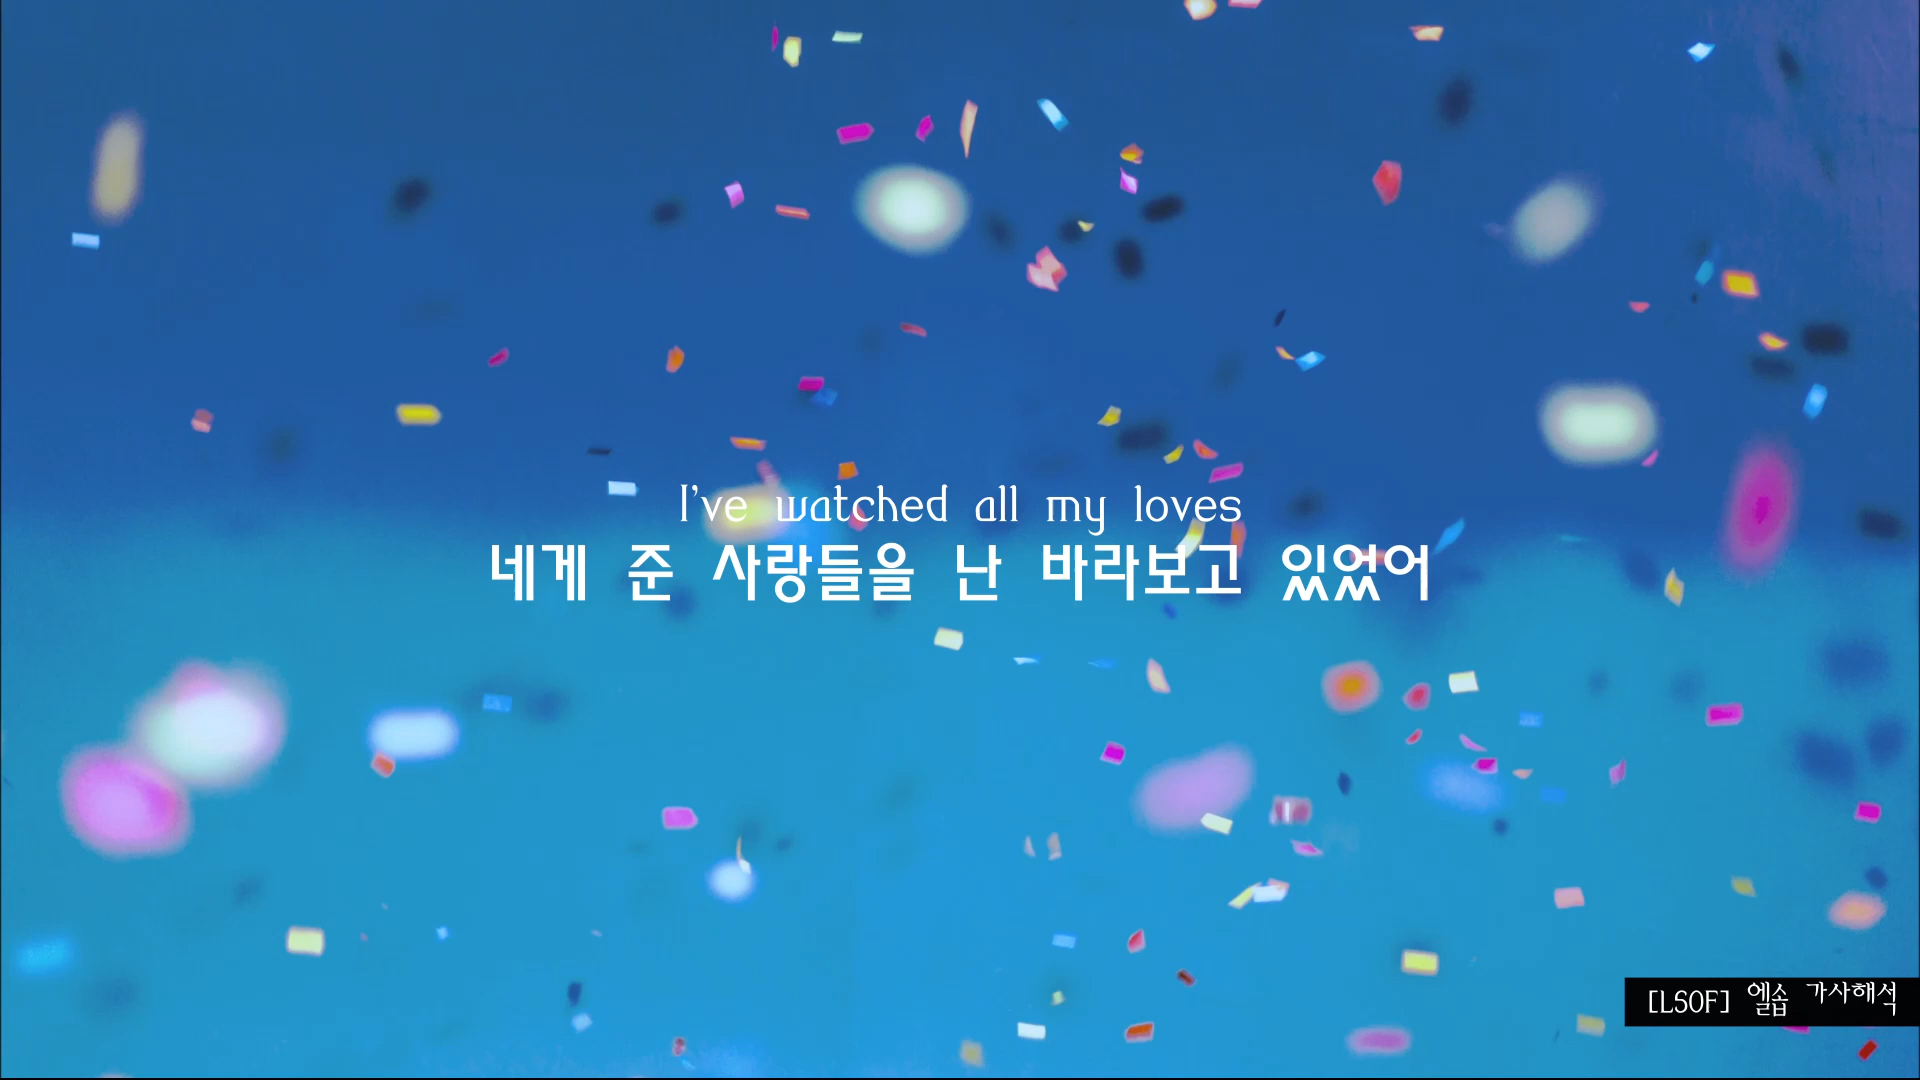 I've watched all my loves
네게 준 사랑들을 난 바라보고 있었어
[LSOF] 엘솝 가사해석